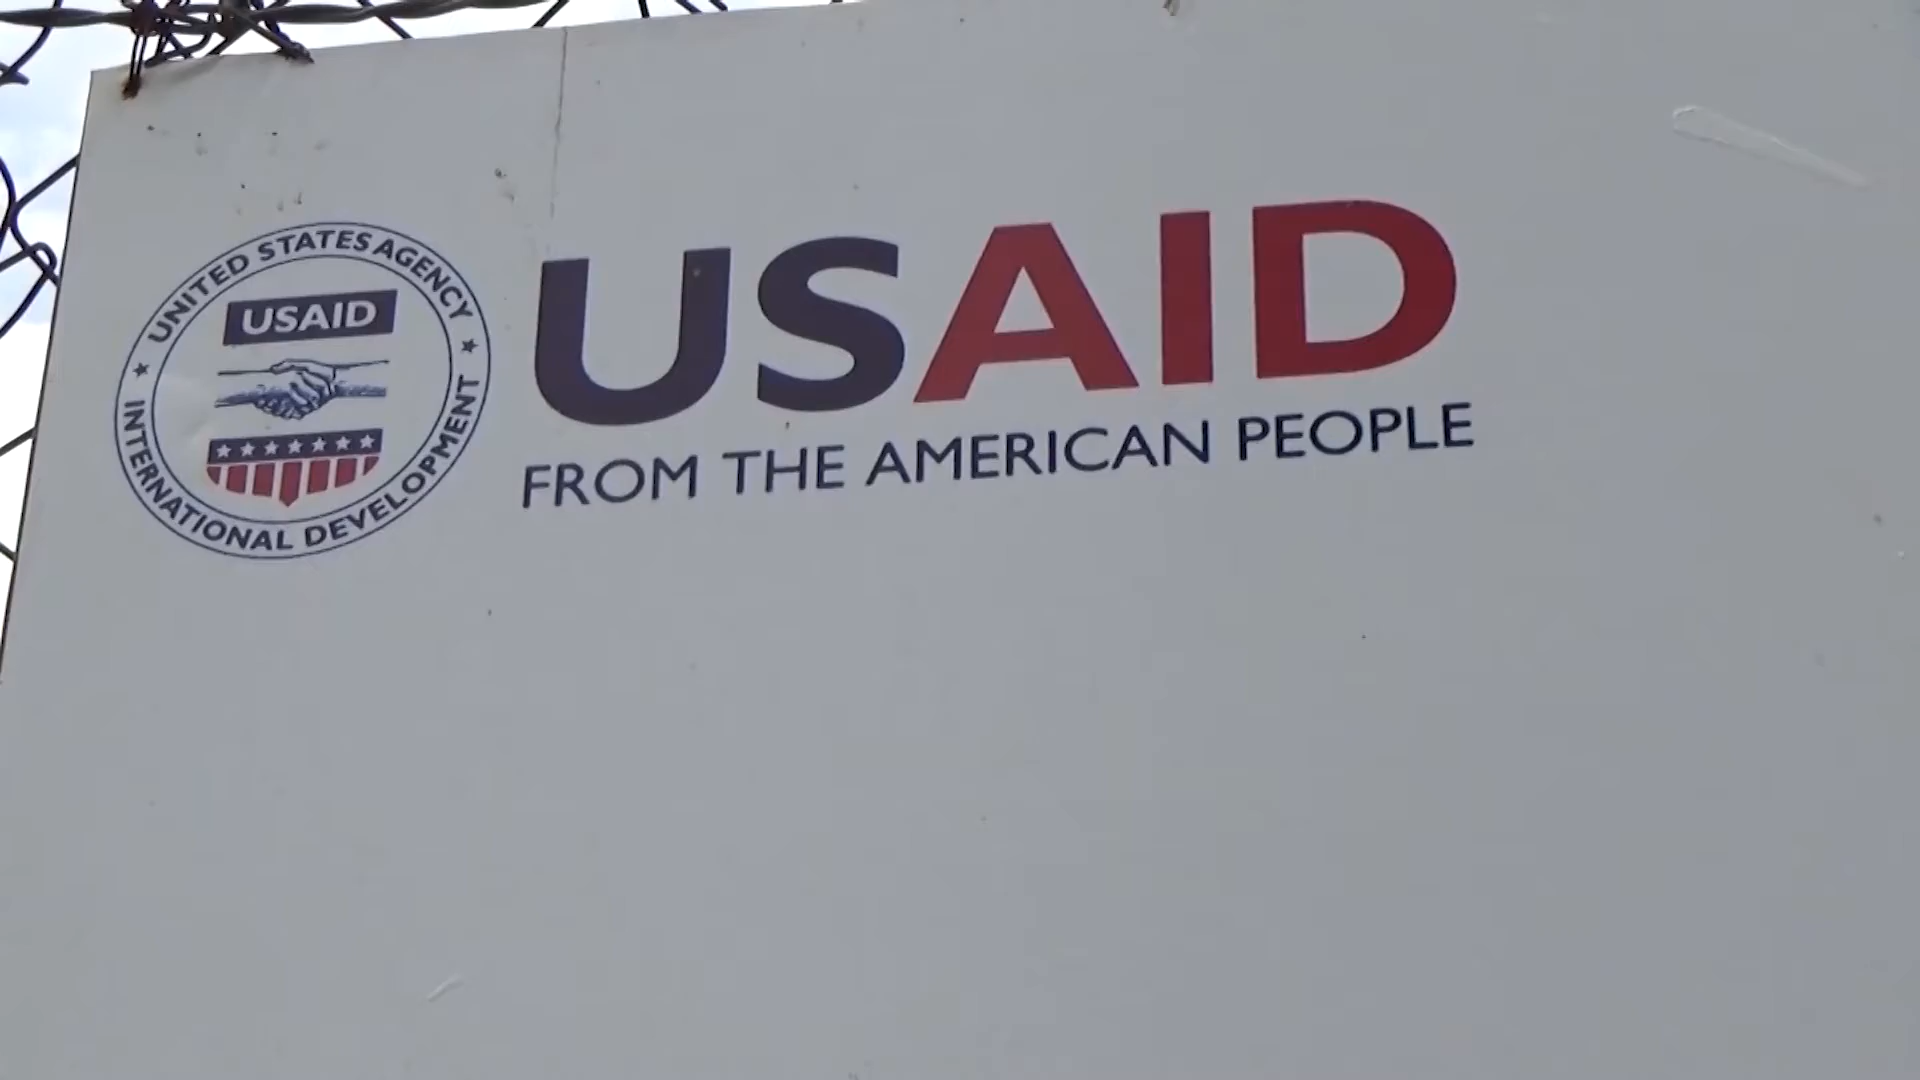 UNITED STATES AGENCY
USAID
INTERNATIONAL DEVELOPMENT
USAID
FROM THE AMERICAN PEOPLE